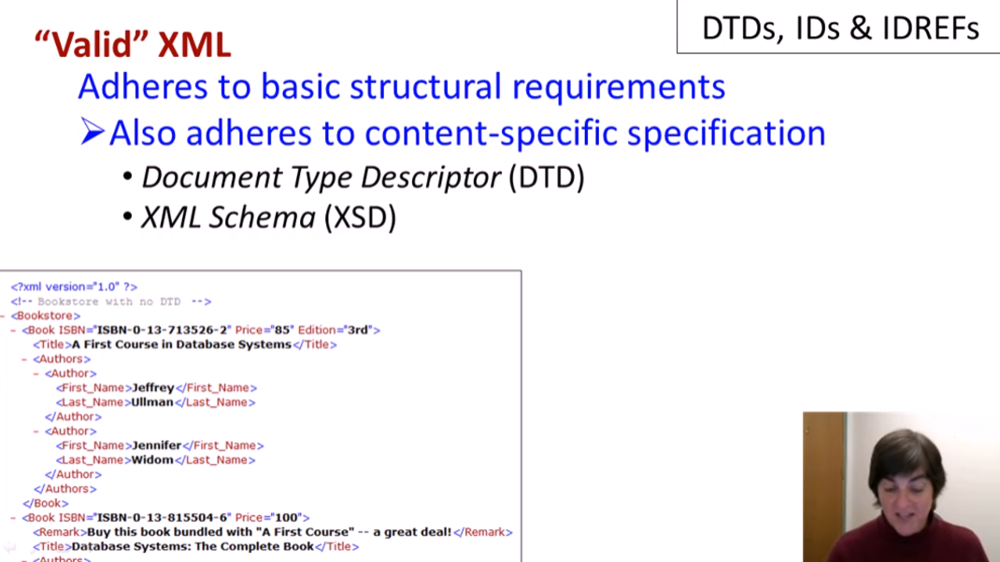 DTDs, IDs & IDREFs
“Valid” XML
Adheres to basic structural requirements
➢Also adheres to content-specific specification
• Document Type Descriptor (DTD)
• XML Schema (XSD)
<?xml version="1.0" ?>
<!-- Bookstore with no DTD -->
- <Bookstore>
- <Book ISBN="ISBN-0-13-713526-2" Price="85" Edition="3rd">
<Title>A First Course in Database Systems</Title>
- <Authors>
- <Author>
<First_Name>Jeffrey</First_Name>
<Last_Name>Ullman</Last_Name>
</Author>
- <Author>
<First_Name>Jennifer</First_Name>
<Last_Name>Widom</Last_Name>
</Author>
</Authors>
</Book>
- <Book ISBN="ISBN-0-13-815504-6" Price="100">
<Remark>Buy this book bundled with "A First Course" -- a great deal!</Remark>
<Title>Database Systems: The Complete Book</Title>
- <Authors>